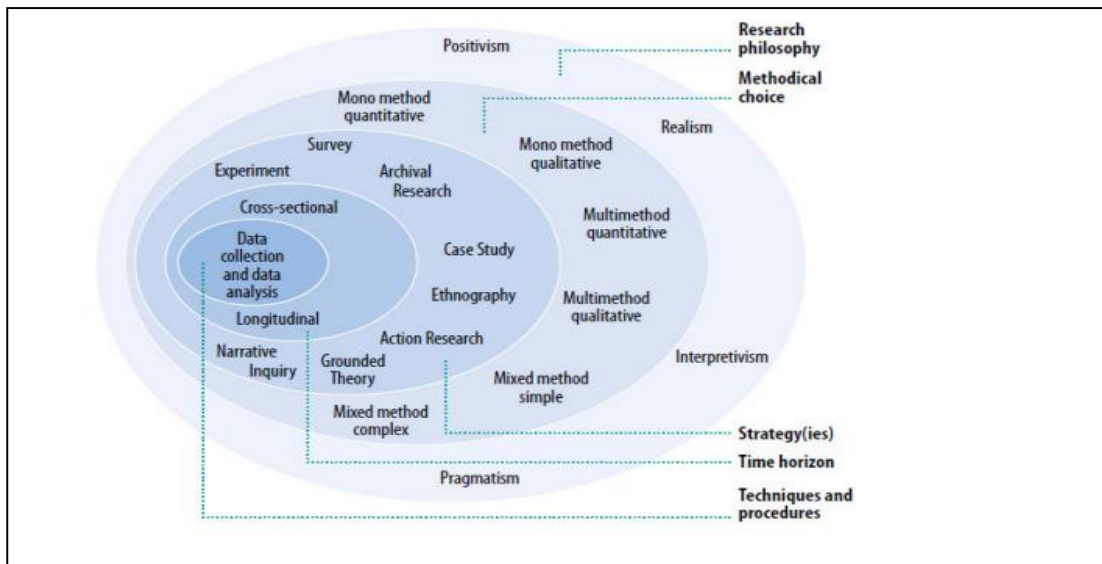 Positivism
Research
philosophy
Methodical
choice
Mono method
quantitative
Realism
Survey
Mono method
qualitative
Experiment
Archival
Research
Cross-sectional
Multimethod
quantitative
Data
collection
and data
analysis
Case Study
Ethnography
Multimethod
qualitative
Longitudinal
Action Research
Narrative
Inquiry
Grounded
Theory
Interpretivism
Mixed method
simple
Mixed method
complex
Strategy(ies)
Time horizon
Pragmatism
Techniques and
procedures